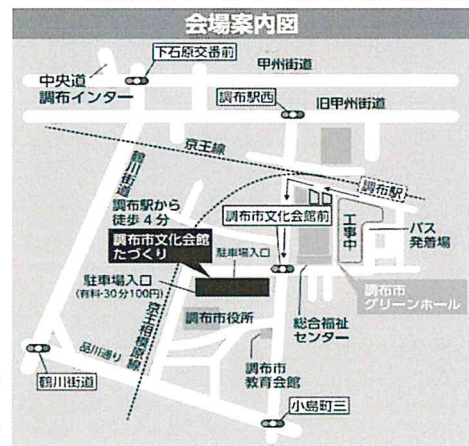 会場案内図
下石原交番前
甲州街道
中央道
調布インター
調布駅西
旧甲州街道
京王線
鶴川街道
調布駅
調布駅から
徒歩4分
調布市文化会館前
工事中
バス
発着場
調布市文化会館
たづくり
駐車場入口
駐車場入口
(有料・30分100円)
調布市
グリーンホール
京王相模原線
調布市役所
総合福祉
センター
品川通り
鶴川街道
調布市
教育会館
小島町三